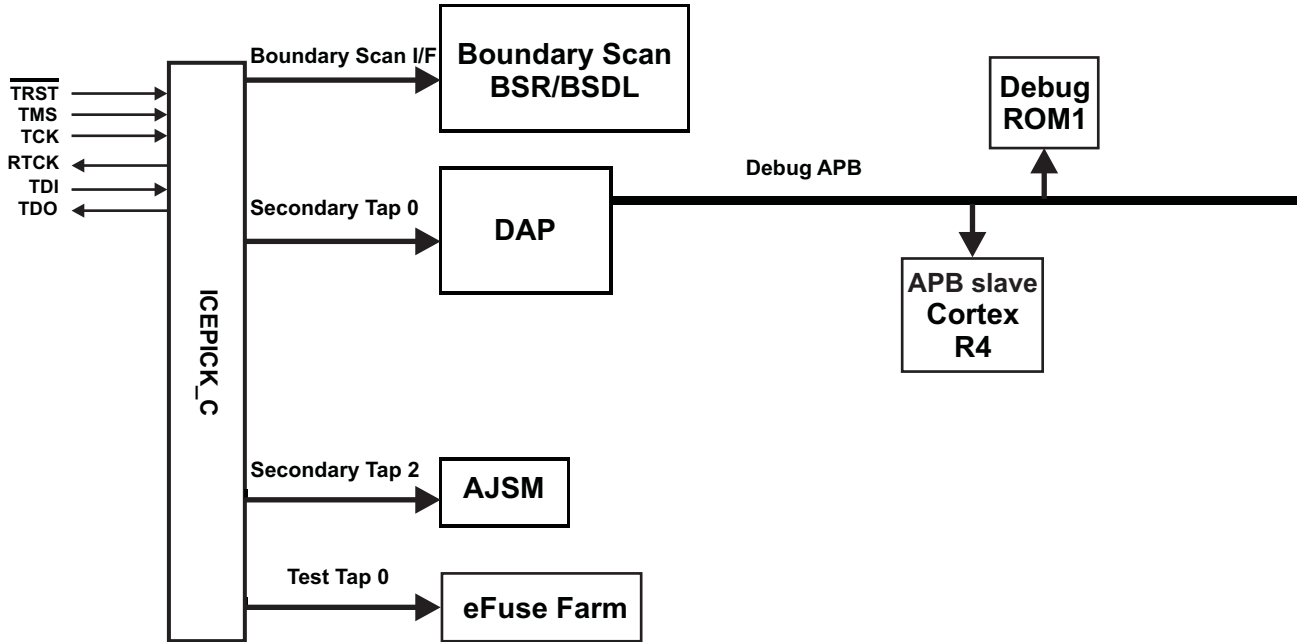 TRST
TMS
TCK
RTCK
TDI
TDO
ICEPICK_C
Boundary Scan I/F
Boundary Scan
BSR/BSDL
Secondary Tap 0
DAP
Debug APB
Debug
ROM1
APB slave
Cortex
R4
Secondary Tap 2
AJSM
Test Tap 0
eFuse Farm